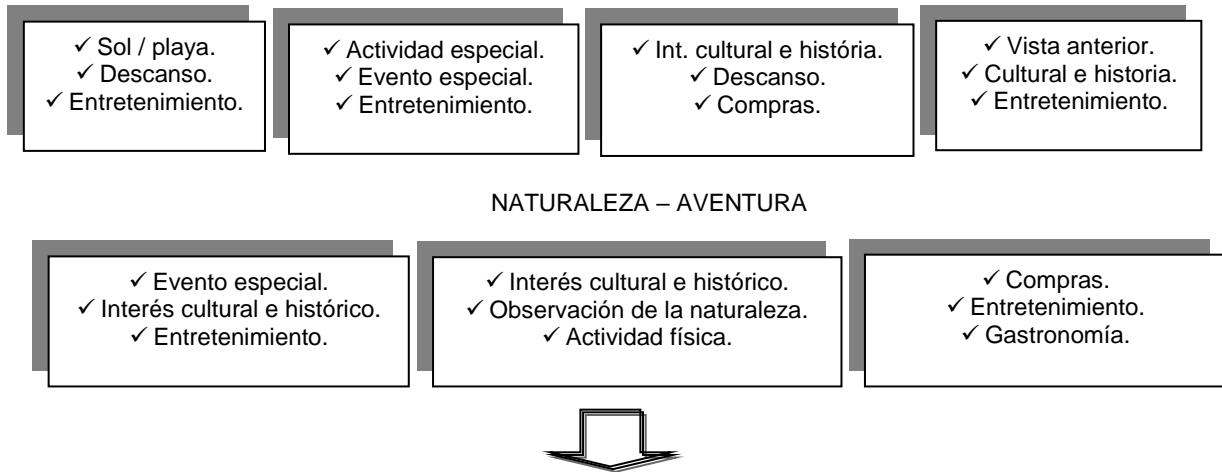 ✓ Sol / playa.
✓ Descanso.
✓ Entretenimiento.
✓ Actividad especial.
✓ Evento especial.
✓ Entretenimiento.
✓ Int. cultural e história.
✓ Descanso.
✓ Compras.
✓ Vista anterior.
✓ Cultural e historia.
✓ Entretenimiento.
NATURALEZA – AVENTURA
✓ Evento especial.
✓ Interés cultural e histórico.
✓ Entretenimiento.
✓ Interés cultural e histórico.
✓ Observación de la naturaleza.
✓ Actividad física.
✓ Compras.
✓ Entretenimiento.
✓ Gastronomía.